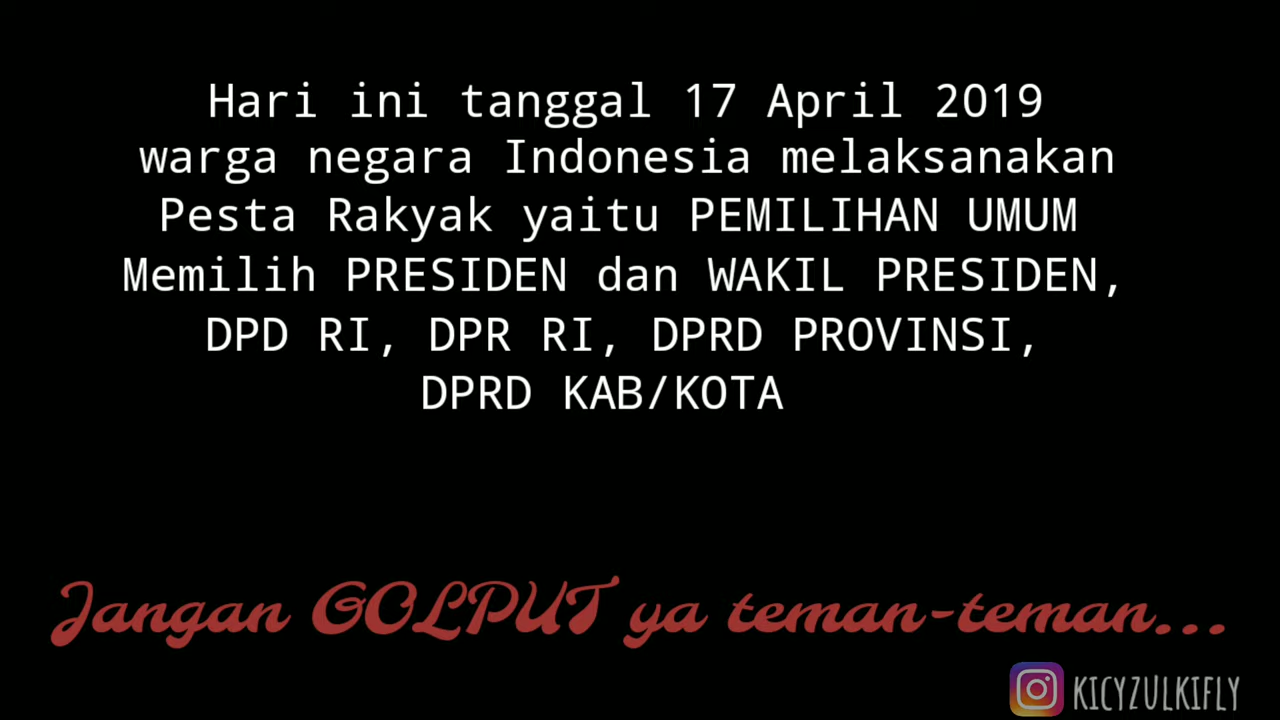 Hari ini tanggal 17 April 2019
warga negara Indonesia melaksanakan
Pesta Rakyak yaitu PEMILIHAN UMUM
Memilih PRESIDEN dan WAKIL PRESIDEN,
DPD RI, DPR RI, DPRD PROVINSI,
DPRD KAB/KOTA
Jangan GOLPUT ya teman-teman...
KICYZULKIFLY